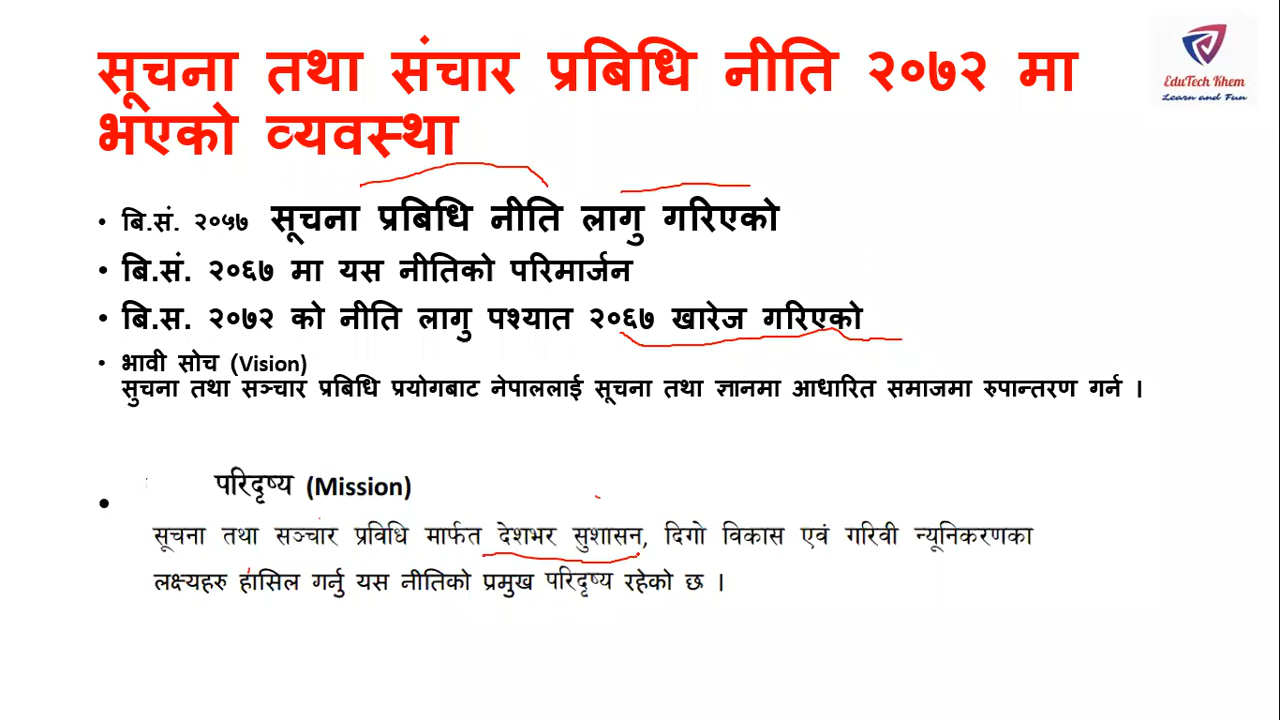 सूचना तथा संचार प्रबिधि नीति २०७२ मा
भएको व्यवस्था
EduTech Khem
Learn and Fun
• बि.सं. २०५७ सूचना प्रबिधि नीति लागु गरिएको
• बि.सं. २०६७ मा यस नीतिको परिमार्जन
• बि.स. २०७२ को नीति लागु पश्यात २०६७ खारेज गरिएको
• भावी सोच (Vision)
सुचना तथा सञ्चार प्रबिधि प्रयोगबाट नेपाललाई सूचना तथा ज्ञानमा आधारित समाजमा रुपान्तरण गर्न ।
• परिदृष्य (Mission)
सूचना तथा सञ्चार प्रविधि मार्फत देशभर सुशासन, दिगो विकास एवं गरिवी न्यूनिकरणका
लक्ष्यहरु हासिल गर्नु यस नीतिको प्रमुख परिदृष्य रहेको छ ।